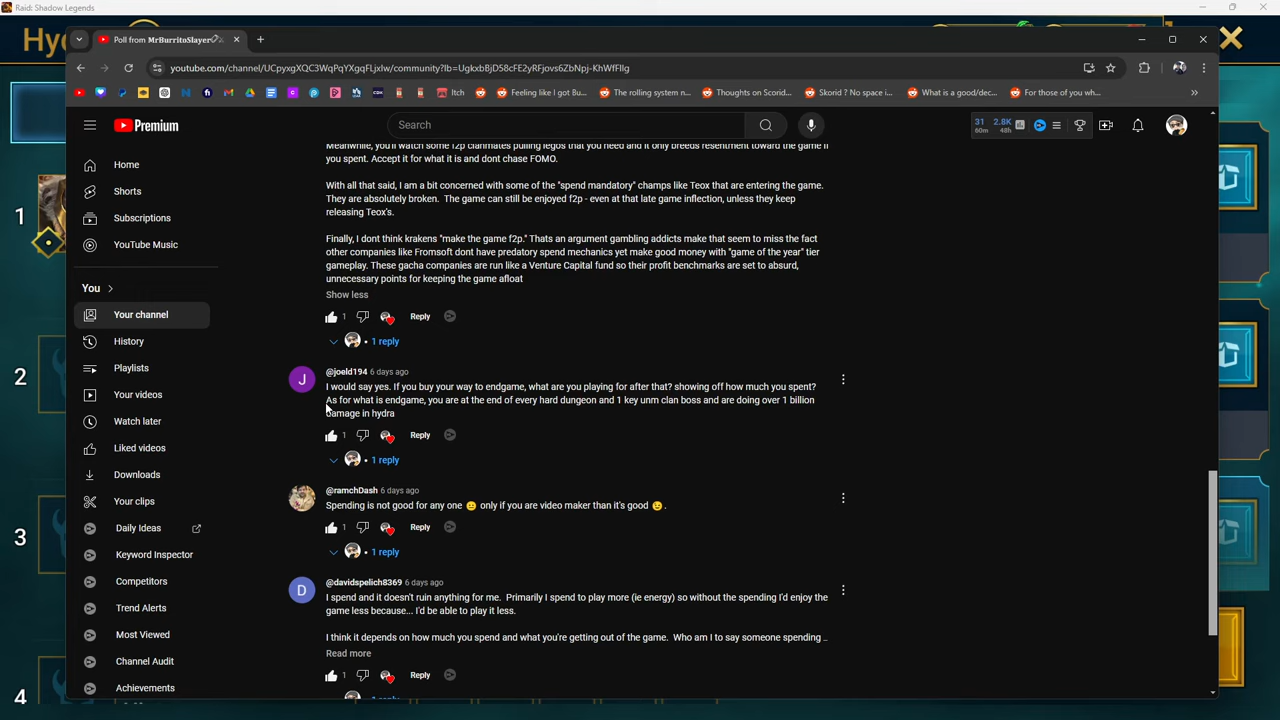 Raid: Shadow Legends
Hy
Poll from MrBurritoSlayer
youtube.com/channel/UCpyxgXQC3WqPqYXgqFLjxlw/community?lb=UgkxbBjD58cFE2yRFjovs6ZbNpj-KhWfFIlg
Itch
Feeling like I got Bu...
The rolling system n...
Thoughts on Scorid...
Skorid ? No space i...
What is a good/dec...
For those of you wh...
Premium
Search
31 2.8K
60m 48h
Home
Shorts
Subscriptions
YouTube Music
You
Your channel
History
Playlists
Your videos
Watch later
Liked videos
Downloads
Your clips
Daily Ideas
Keyword Inspector
Competitors
Trend Alerts
Most Viewed
Channel Audit
Achievements
1
2
3
4
Meanwhile, you'll watch some f2p clanmates pulling legos that you need and it only breeds resentment toward the game if
you spent. Accept it for what it is and dont chase FOMO.
With all that said, I am a bit concerned with some of the "spend mandatory" champs like Teox that are entering the game.
They are absolutely broken. The game can still be enjoyed f2p - even at that late game inflection, unless they keep
releasing Teox's.
Finally, I dont think krakens "make the game f2p." Thats an argument gambling addicts make that seem to miss the fact
other companies like Fromsoft dont have predatory spend mechanics yet make good money with "game of the year" tier
gameplay. These gacha companies are run like a Venture Capital fund so their profit benchmarks are set to absurd,
unnecessary points for keeping the game afloat
Show less
1 Reply
• 1 reply
J
@joeld194 6 days ago
I would say yes. If you buy your way to endgame, what are you playing for after that? showing off how much you spent?
As for what is endgame, you are at the end of every hard dungeon and 1 key unm clan boss and are doing over 1 billion
damage in hydra
1 Reply
• 1 reply
@ramchDash 6 days ago
Spending is not good for any one 😐 only if you are video maker than it's good 😉 .
1 Reply
• 1 reply
D
@davidspelich8369 6 days ago
I spend and it doesn't ruin anything for me. Primarily I spend to play more (ie energy) so without the spending I'd enjoy the
game less because... I'd be able to play it less.
I think it depends on how much you spend and what you're getting out of the game. Who am I to say someone spending ...
Read more
1 Reply